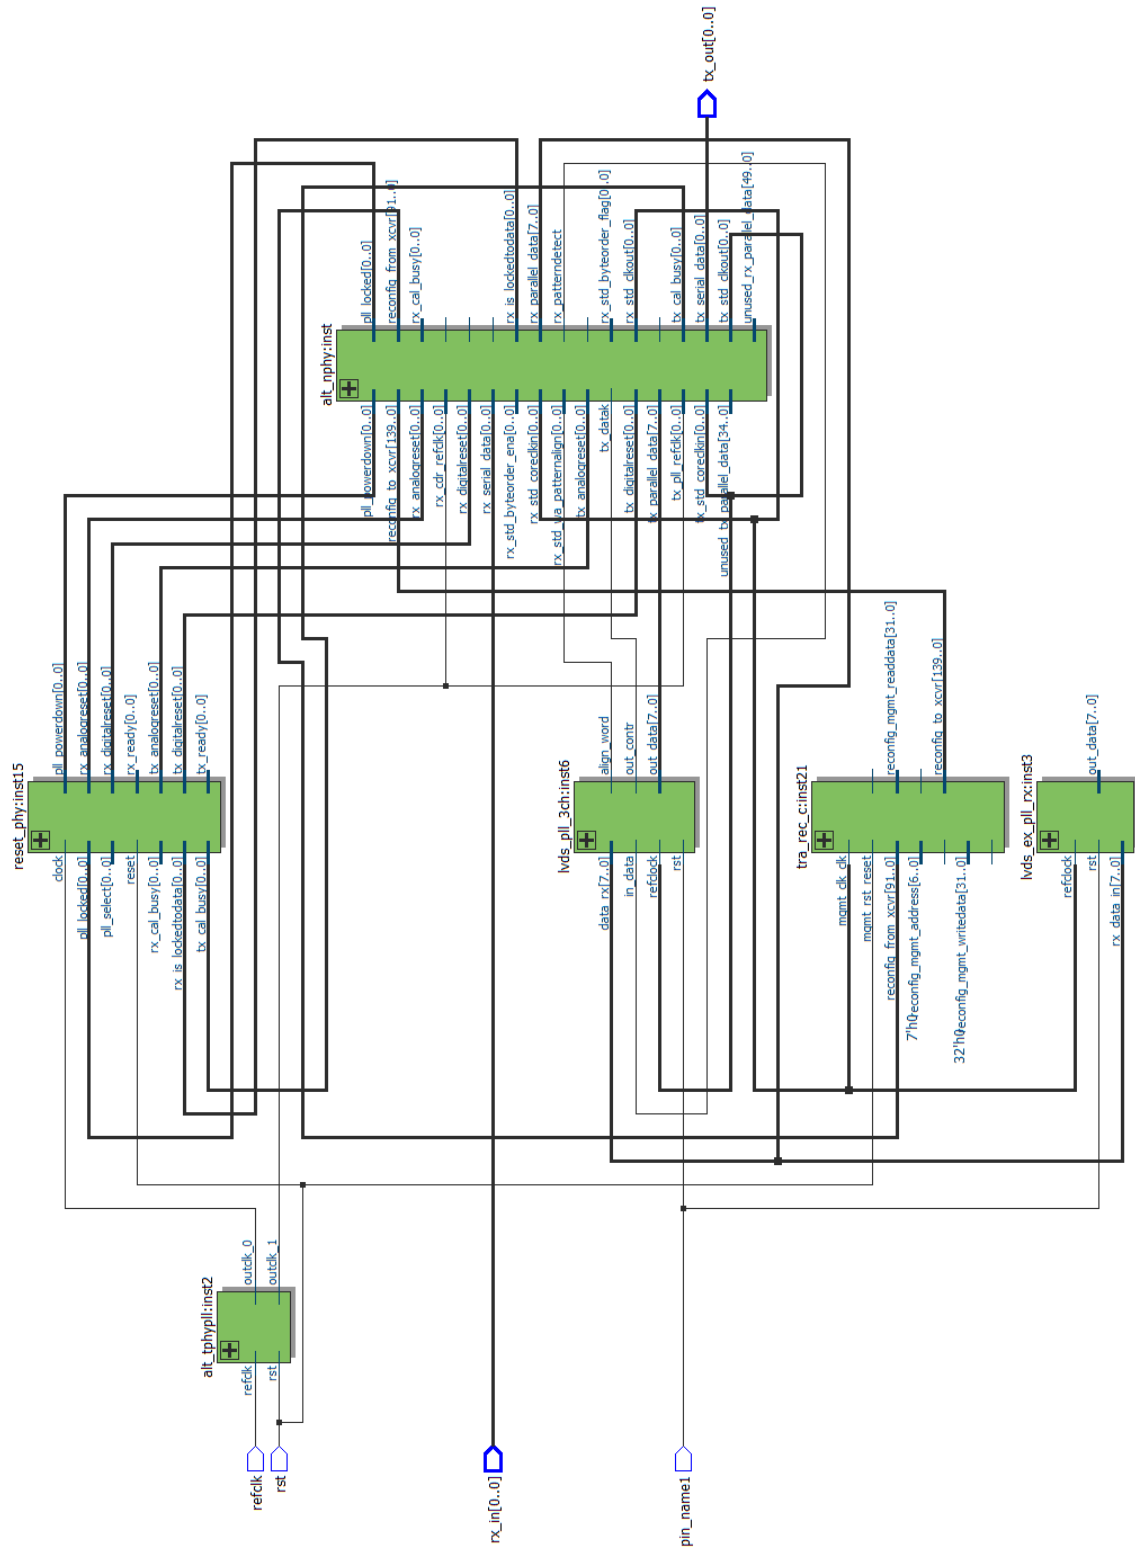 refclk
rst
rx_in[0..0]
pin_name1
alt_tphypll:inst2
refclk
rst
outclk_0
outclk_1
reset_phy:inst15
clock
pll_locked[0..0]
pll_select[0..0]
reset
rx_cal_busy[0..0]
rx_is_lockedtodata[0..0]
tx_cal_busy[0..0]
pll_powerdown[0..0]
rx_analogreset[0..0]
rx_digitalreset[0..0]
rx_ready[0..0]
tx_analogreset[0..0]
tx_digitalreset[0..0]
tx_ready[0..0]
lvds_pll_3ch:inst6
data_rx[7..0]
in_data
refclock
rst
align_word
out_contr
out_data[7..0]
tra_rec_c:inst21
mgmt_clk_clk
mgmt_rst_reset
reconfig_from_xcvr[91..0]
7'h0
reconfig_mgmt_address[6..0]
32'h0
reconfig_mgmt_writedata[31..0]
reconfig_mgmt_readdata[31..0]
reconfig_to_xcvr[139..0]
lvds_ex_pll_rx:inst3
refclock
rst
rx_data_in[7..0]
out_data[7..0]
alt_nphy:inst
pll_powerdown[0..0]
reconfig_to_xcvr[139..0]
rx_analogreset[0..0]
rx_cdr_refclk[0..0]
rx_digitalreset[0..0]
rx_serial_data[0..0]
rx_std_byteorder_ena[0..0]
rx_std_coreclkin[0..0]
rx_std_wa_patternalign[0..0]
tx_analogreset[0..0]
tx_datak
tx_digitalreset[0..0]
tx_parallel_data[7..0]
tx_pll_refclk[0..0]
tx_std_coreclkin[0..0]
unused_tx_parallel_data[34..0]
pll_locked[0..0]
reconfig_from_xcvr[91..0]
rx_cal_busy[0..0]
rx_is_lockedtodata[0..0]
rx_parallel_data[7..0]
rx_patterndetect
rx_std_byteorder_flag[0..0]
rx_std_clkout[0..0]
tx_cal_busy[0..0]
tx_serial_data[0..0]
tx_std_clkout[0..0]
unused_rx_parallel_data[49..0]
tx_out[0..0]